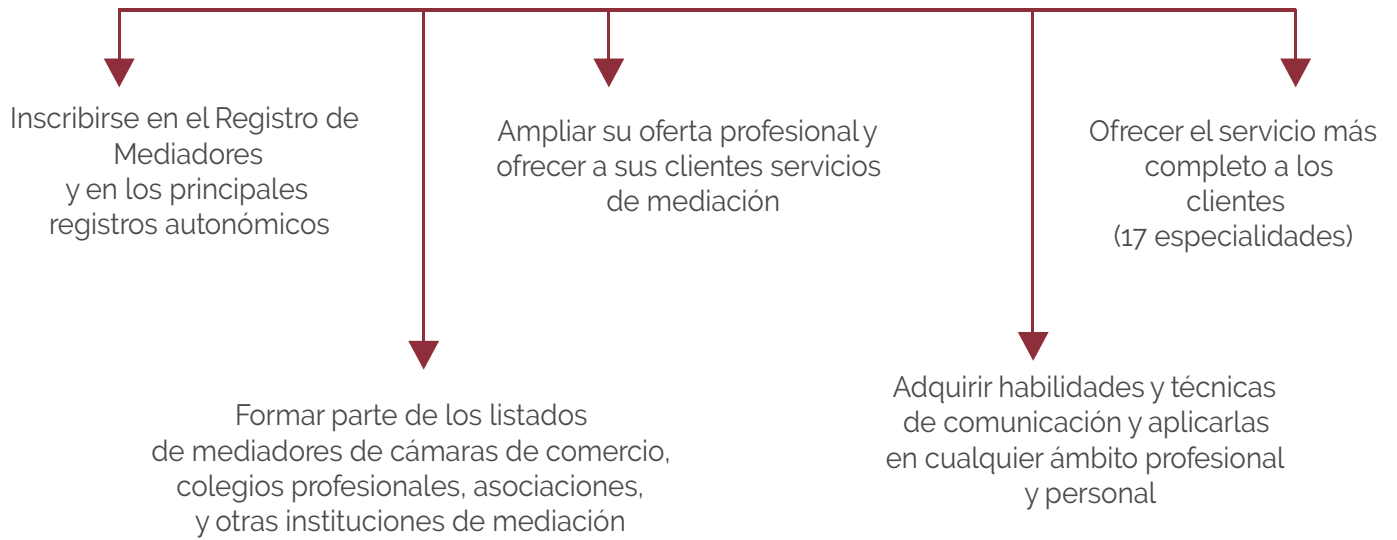 Inscribirse en el Registro de
Mediadores
y en los principales
registros autonómicos
Formar parte de los listados
de mediadores de cámaras de comercio,
colegios profesionales, asociaciones,
y otras instituciones de mediación
Ampliar su oferta profesional y
ofrecer a sus clientes servicios
de mediación
Adquirir habilidades y técnicas
de comunicación y aplicarlas
en cualquier ámbito profesional
y personal
Ofrecer el servicio más
completo a los
clientes
(17 especialidades)